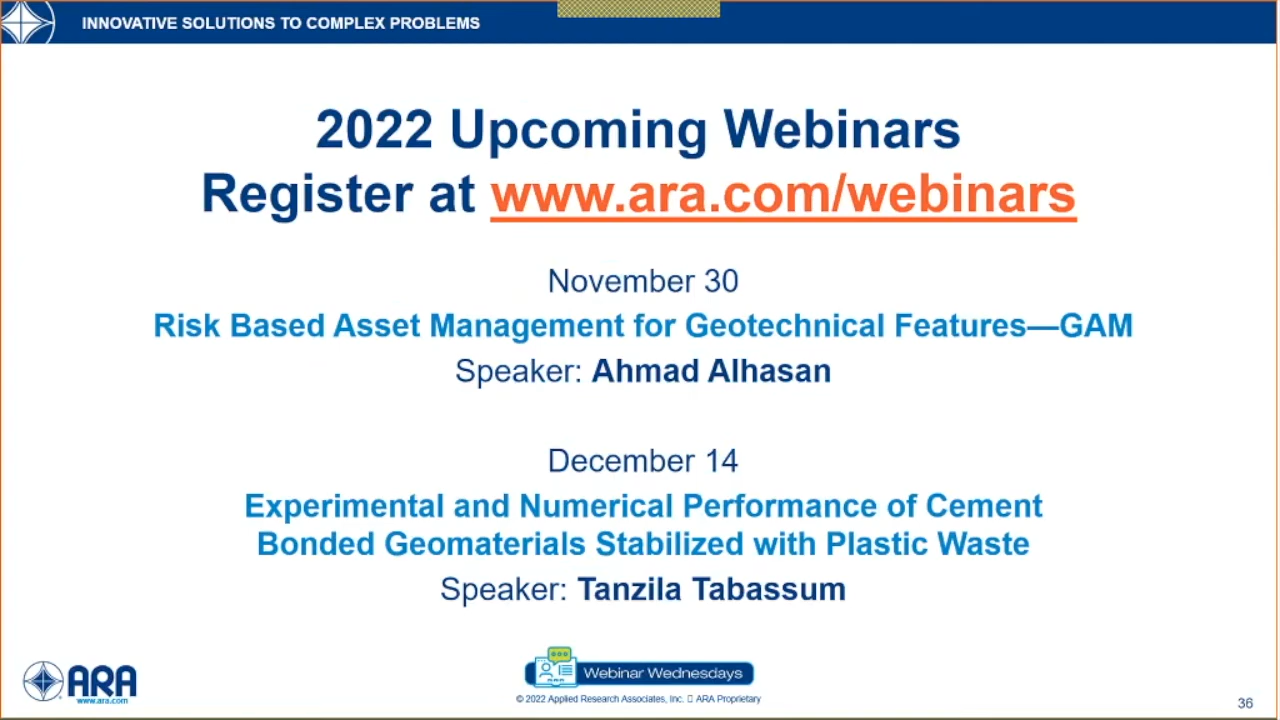 INNOVATIVE SOLUTIONS TO COMPLEX PROBLEMS
2022 Upcoming Webinars
Register at www.ara.com/webinars
November 30
Risk Based Asset Management for Geotechnical Features—GAM
Speaker: Ahmad Alhasan
December 14
Experimental and Numerical Performance of Cement
Bonded Geomaterials Stabilized with Plastic Waste
Speaker: Tanzila Tabassum
ARA
www.ara.com
Webinar Wednesdays
© 2022 Applied Research Associates, Inc. ▯ ARA Proprietary
36